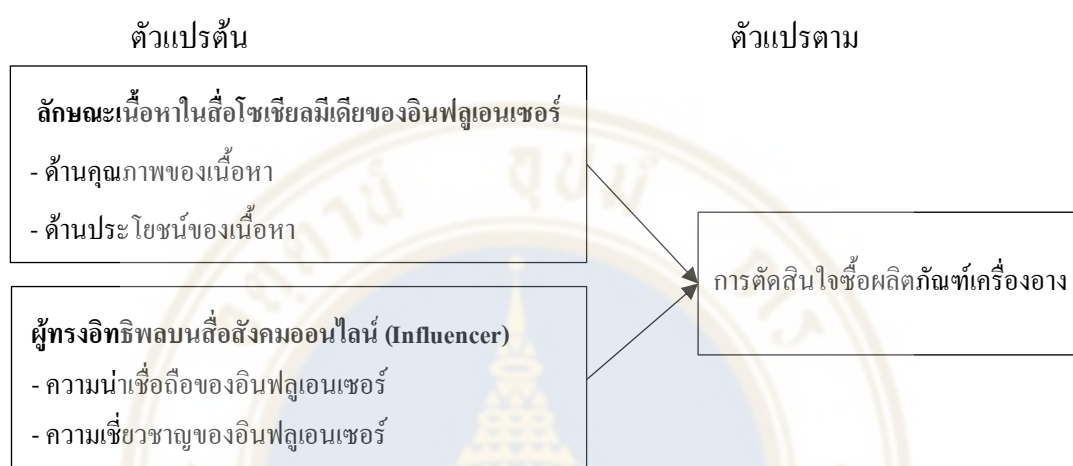 ตัวแปรต้น
ตัวแปรตาม
ลักษณะเนื้อหาในสื่อโซเชียลมีเดียของอินฟลูเอนเซอร์
- ด้านคุณภาพของเนื้อหา
- ด้านประโยชน์ของเนื้อหา
ผู้ทรงอิทธิพลบนสื่อสังคมออนไลน์ (Influencer)
- ความน่าเชื่อถือของอินฟลูเอนเซอร์
- ความเชี่ยวชาญของอินฟลูเอนเซอร์
การตัดสินใจซื้อผลิตภัณฑ์เครื่องอาง